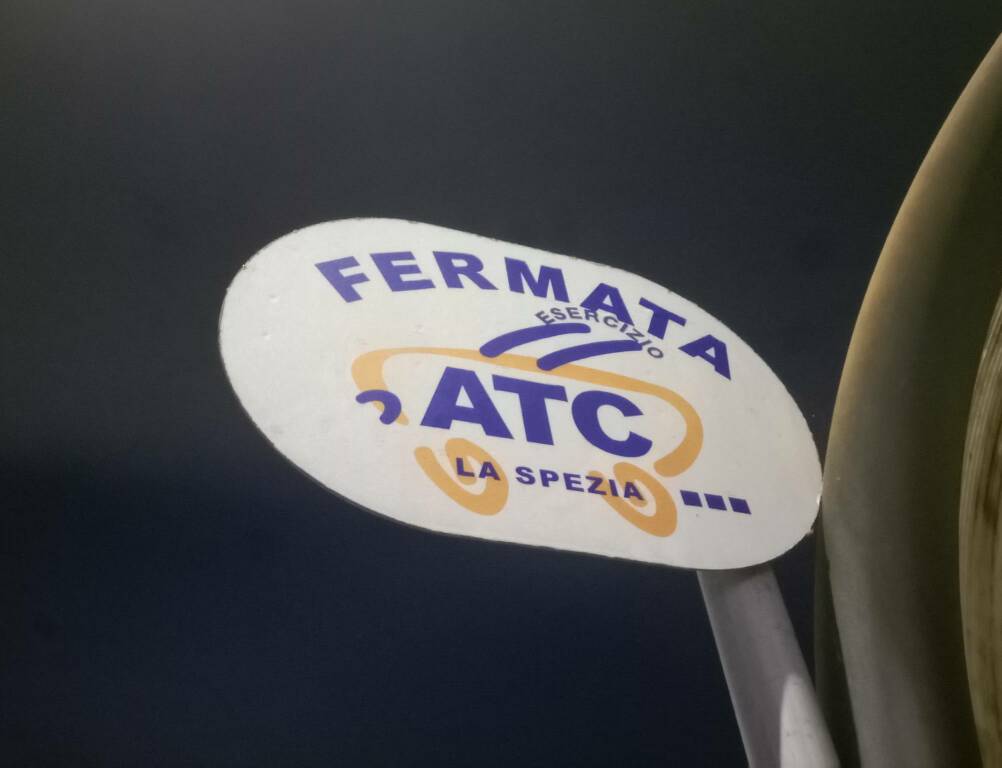 FERMATA
ESERCIZIO
ATC
LA SPEZIA